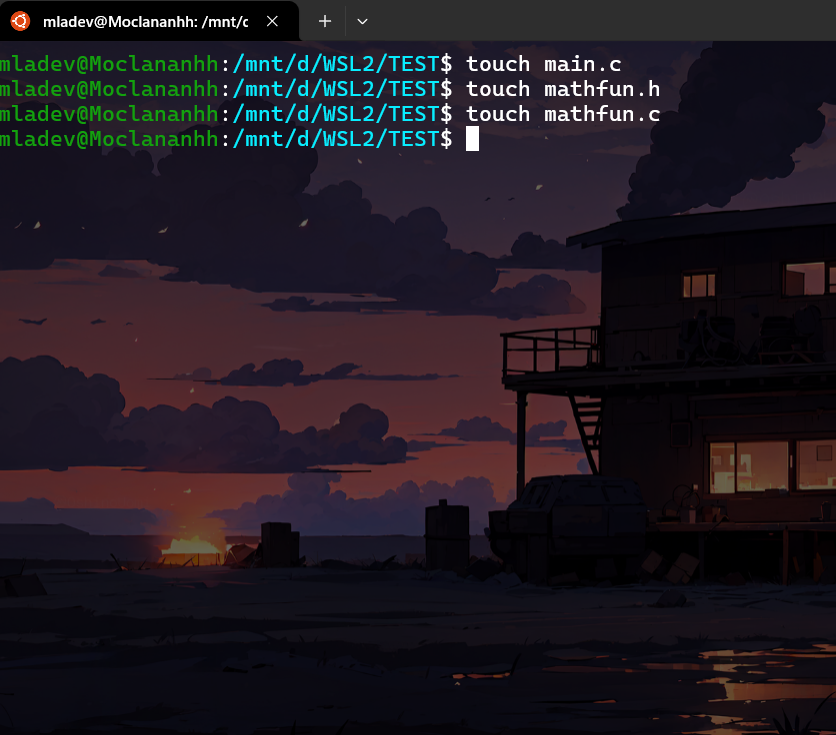 mladev@Moclananhh: /mnt/c
mladev@Moclananhh:/mnt/d/WSL2/TEST$ touch main.c
mladev@Moclananhh:/mnt/d/WSL2/TEST$ touch mathfun.h
mladev@Moclananhh:/mnt/d/WSL2/TEST$ touch mathfun.c
mladev@Moclananhh:/mnt/d/WSL2/TEST$